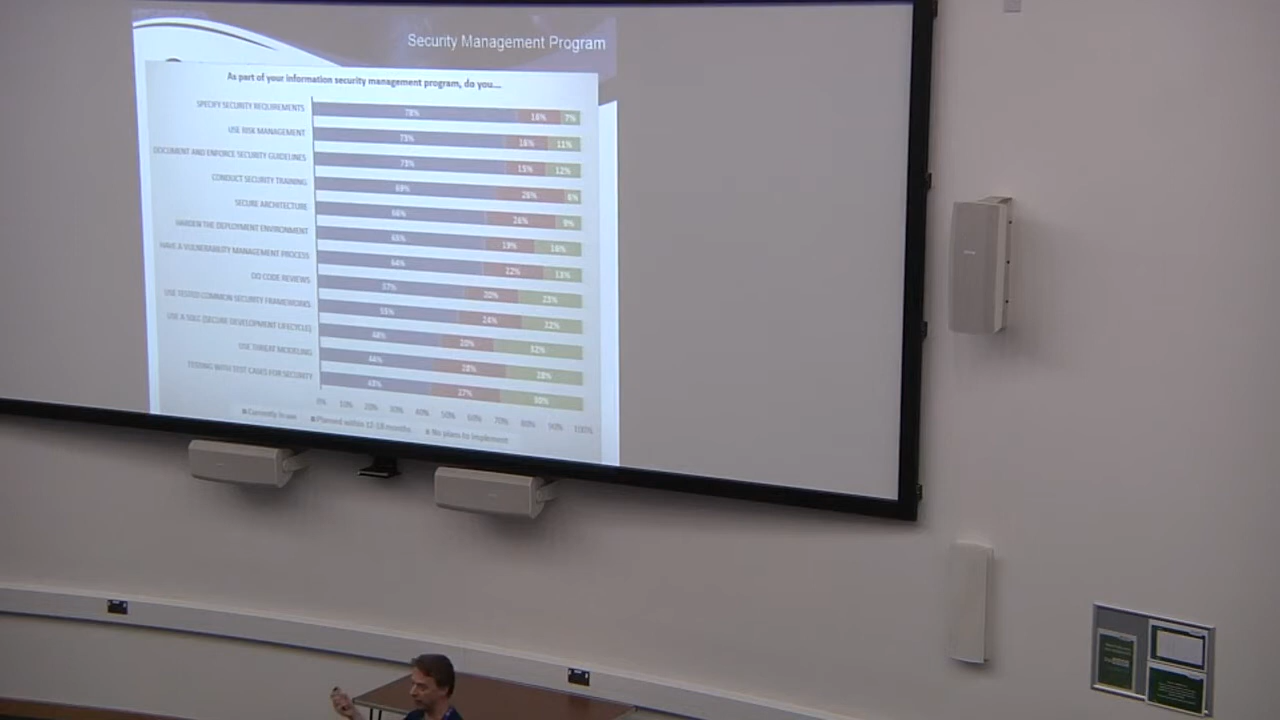 Security Management Program
As part of your information security management program, do you....
SPECIFY SECURITY REQUIREMENTS 78% 16% 7%
USE RISK MANAGEMENT 73% 16% 11%
DOCUMENT AND ENFORCE SECURITY GUIDELINES 73% 15% 12%
CONDUCT SECURITY TRAINING 69% 26% 6%
SECURE ARCHITECTURE 66% 26% 9%
HARDEN THE DEPLOYMENT ENVIRONMENT 65% 19% 16%
HAVE A VULNERABILITY MANAGEMENT PROCESS 64% 22% 13%
DO CODE REVIEWS 57% 20% 23%
USE TESTED COMMON SECURITY FRAMEWORKS 55% 24% 22%
USE A SDLC (SECURE DEVELOPMENT LIFECYCLE) 48% 20% 32%
USE THREAT MODELING 44% 28% 28%
TESTING WITH TEST CASES FOR SECURITY 43% 27% 30%
0% 10% 20% 30% 40% 50% 60% 70% 80% 90% 100%
Currently in use Planned within 12-18 months No plans to implement